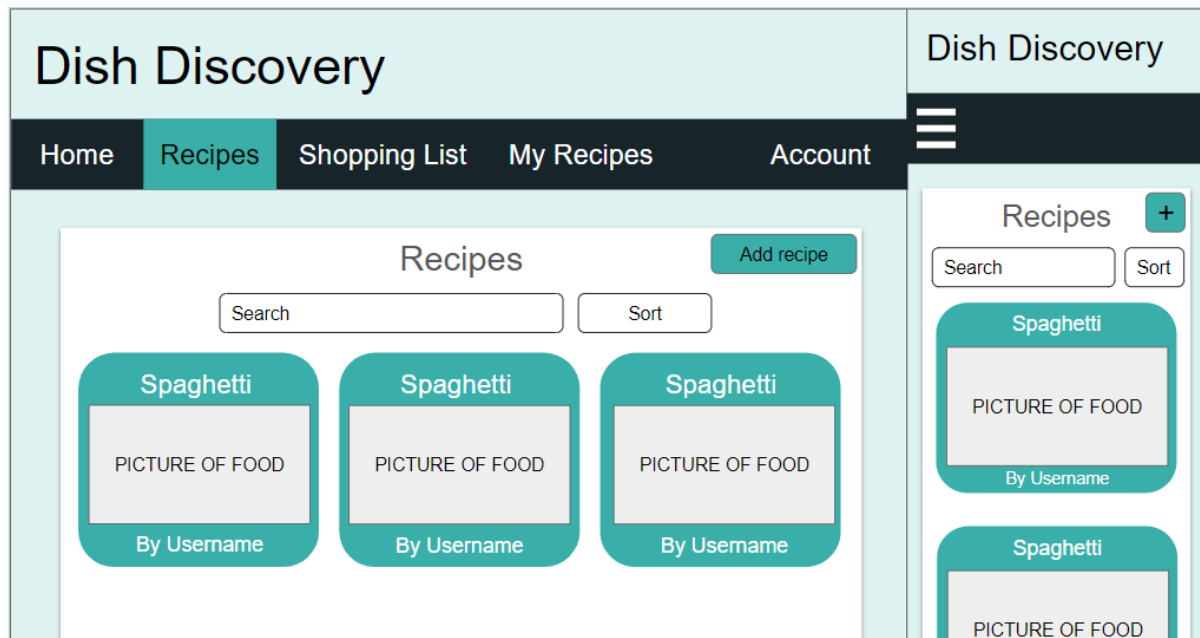 Dish Discovery
Home Recipes Shopping List My Recipes Account
Recipes
Add recipe
Search
Sort
Spaghetti
PICTURE OF FOOD
By Username
Spaghetti
PICTURE OF FOOD
By Username
Spaghetti
PICTURE OF FOOD
By Username
Dish Discovery
Recipes
+
Search
Sort
Spaghetti
PICTURE OF FOOD
By Username
Spaghetti
PICTURE OF FOOD